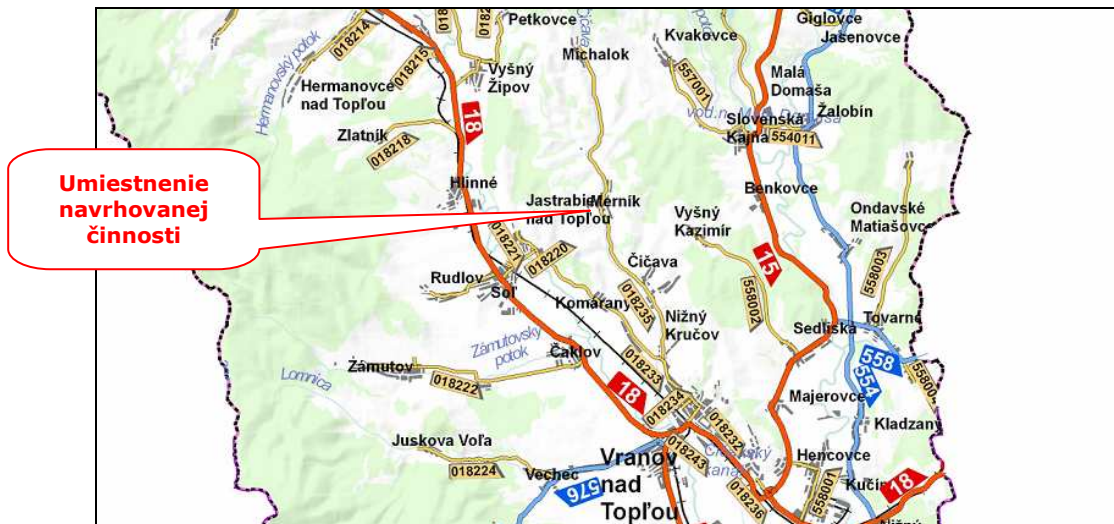 Umiestnenie
navrhovanej
činnosti
018214
Petkovce
Giglovce
Jasenovce
Michalok
Kvakovce
018215
Hermanovský potok
Vyšný
Žipov
557001
Malá
Domaša
Hermanovce
nad Topľou
18
Žalobín
Slovenská
Kajňa
554011
Zlatník
018218
Hlinné
Benkovce
Jastrabie
nad Topľou
Merník
Vyšný
Kazimír
Ondavské
Matiašovce
018221
018220
15
558003
Čičava
Rudlov
Soľ
Komárany
018235
558002
Nižný
Kručov
Sedliská
Tovarné
Zámutovský
potok
Čaklov
558
Lomnica
Zámutov
018222
018233
18
554
558004
018234
Majerovce
Kladzany
Juskova Voľa
018232
018224
Vechec
018243
Vranov
nad
Topľou
Hencovce
558001
Kučín
18
576
018236